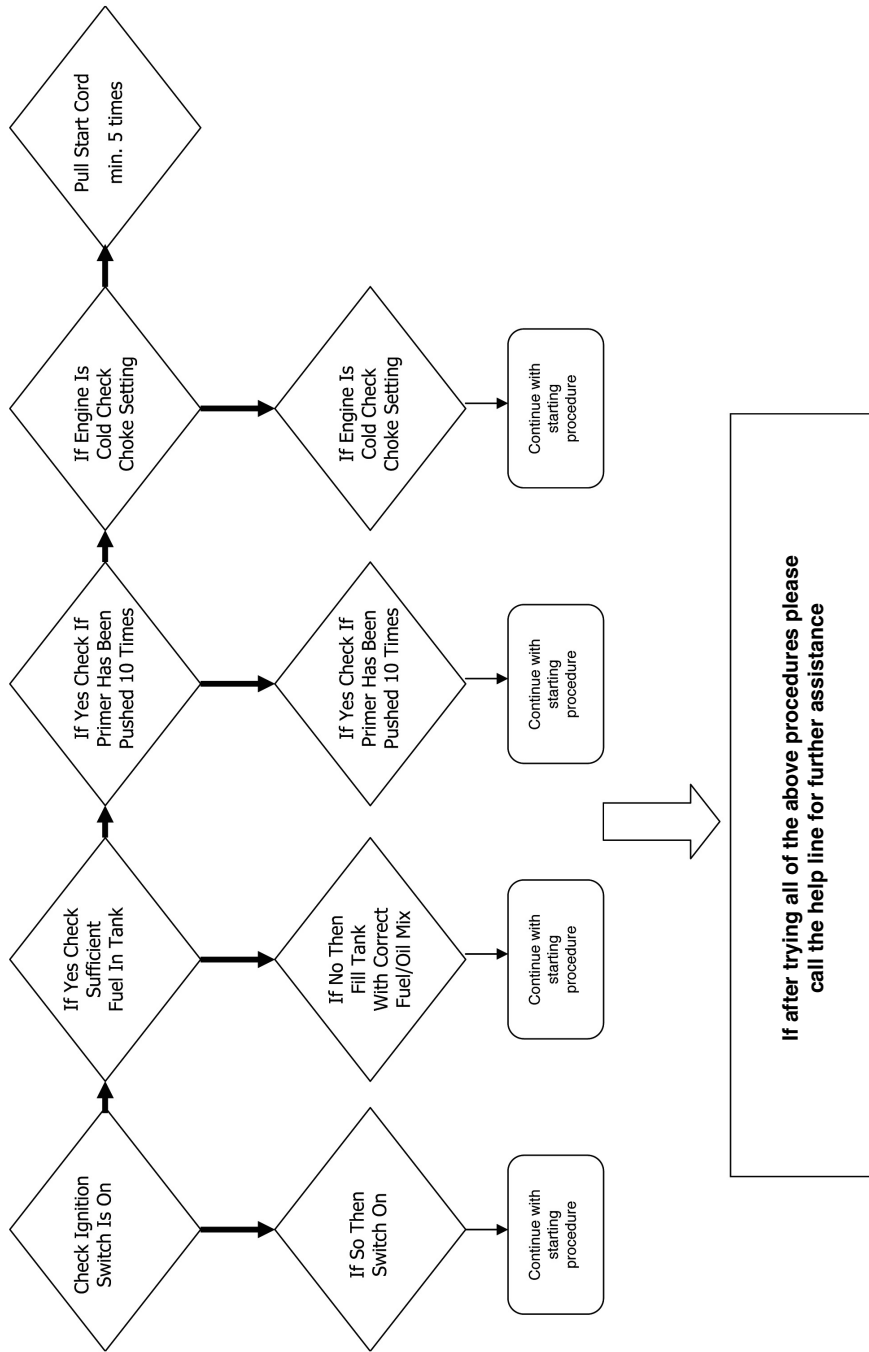 Check Ignition
Switch Is On
If Yes Check
Sufficient
Fuel In Tank
If Yes Check If
Primer Has Been
Pushed 10 Times
If Engine Is
Cold Check
Choke Setting
Pull Start Cord
min. 5 times
If So Then
Switch On
If No Then
Fill Tank
With Correct
Fuel/Oil Mix
If Yes Check If
Primer Has Been
Pushed 10 Times
If Engine Is
Cold Check
Choke Setting
Continue with
starting
procedure
Continue with
starting
procedure
Continue with
starting
procedure
Continue with
starting
procedure
If after trying all of the above procedures please
call the help line for further assistance